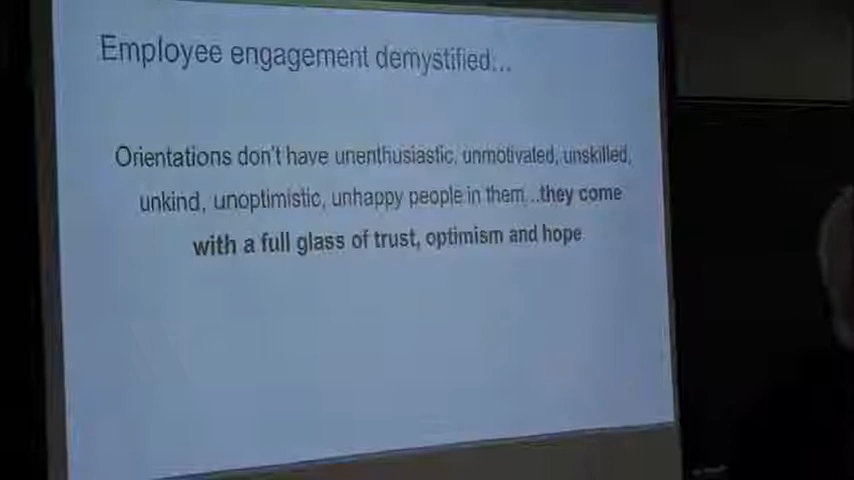 Employee engagement demystified...
Orientations don't have unenthusiastic, unmotivated, unskilled,
unkind, unoptimistic, unhappy people in them...they come
with a full glass of trust, optimism and hope